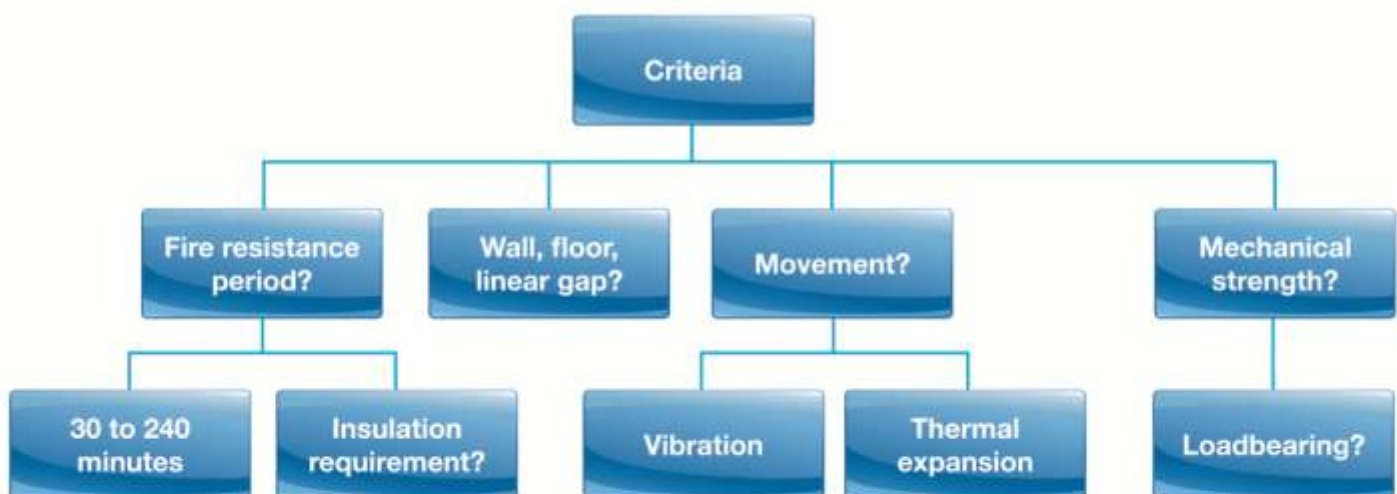 Criteria
Fire resistance
period?
Wall, floor,
linear gap?
Movement?
Mechanical
strength?
30 to 240
minutes
Insulation
requirement?
Vibration
Thermal
expansion
Loadbearing?